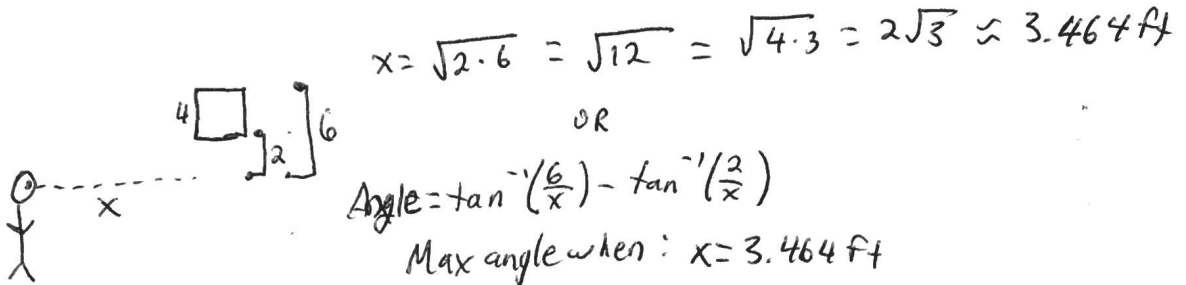 x = √2·6 = √12 = √4·3 = 2√3 ≈ 3.464 ft
OR
4
2
6
x
Angle = tan⁻¹(6/x) - tan⁻¹(2/x)
Max angle when : x = 3.464 ft